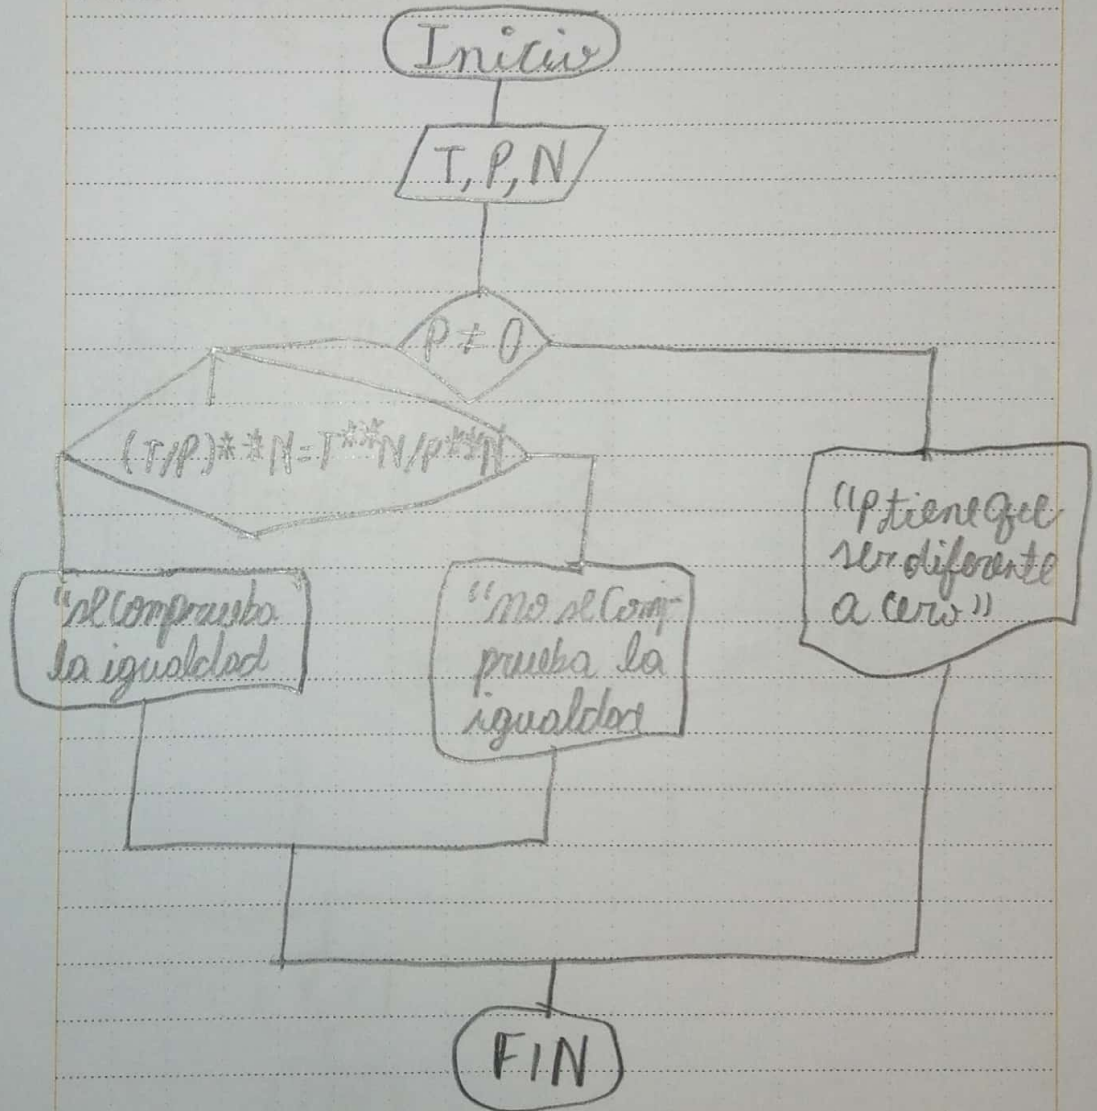 Inicio
T, P, N
P ≠ 0
(T/P)**N=T**N/P**N
"P, tiene que
ser diferente
a cero"
"se comprueba
la igualdad
"no se com-
prueba la
igualdad
FIN